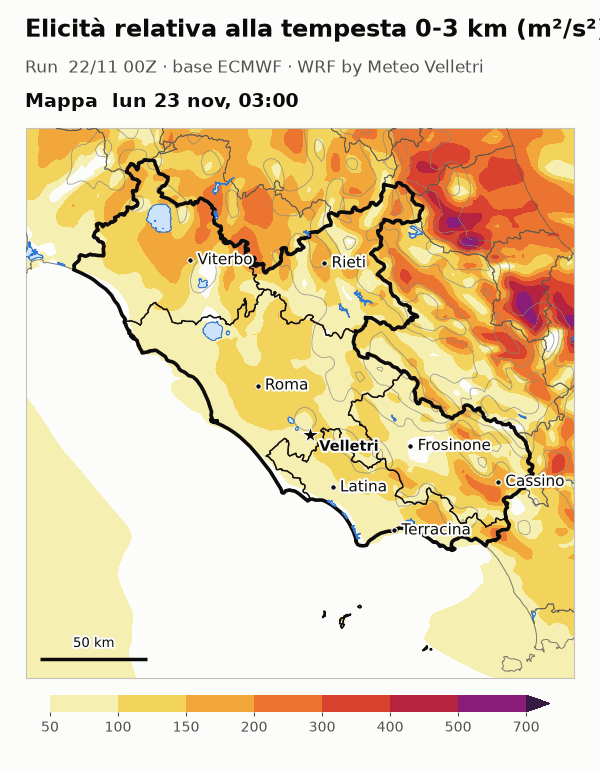 Elicità relativa alla tempesta 0-3 km (m²/s²)
Run 22/11 00Z · base ECMWF · WRF by Meteo Velletri
Mappa lun 23 nov, 03:00
Viterbo
Rieti
Roma
Velletri
Frosinone
Cassino
Latina
Terracina
50 km
50 100 150 200 300 400 500 700